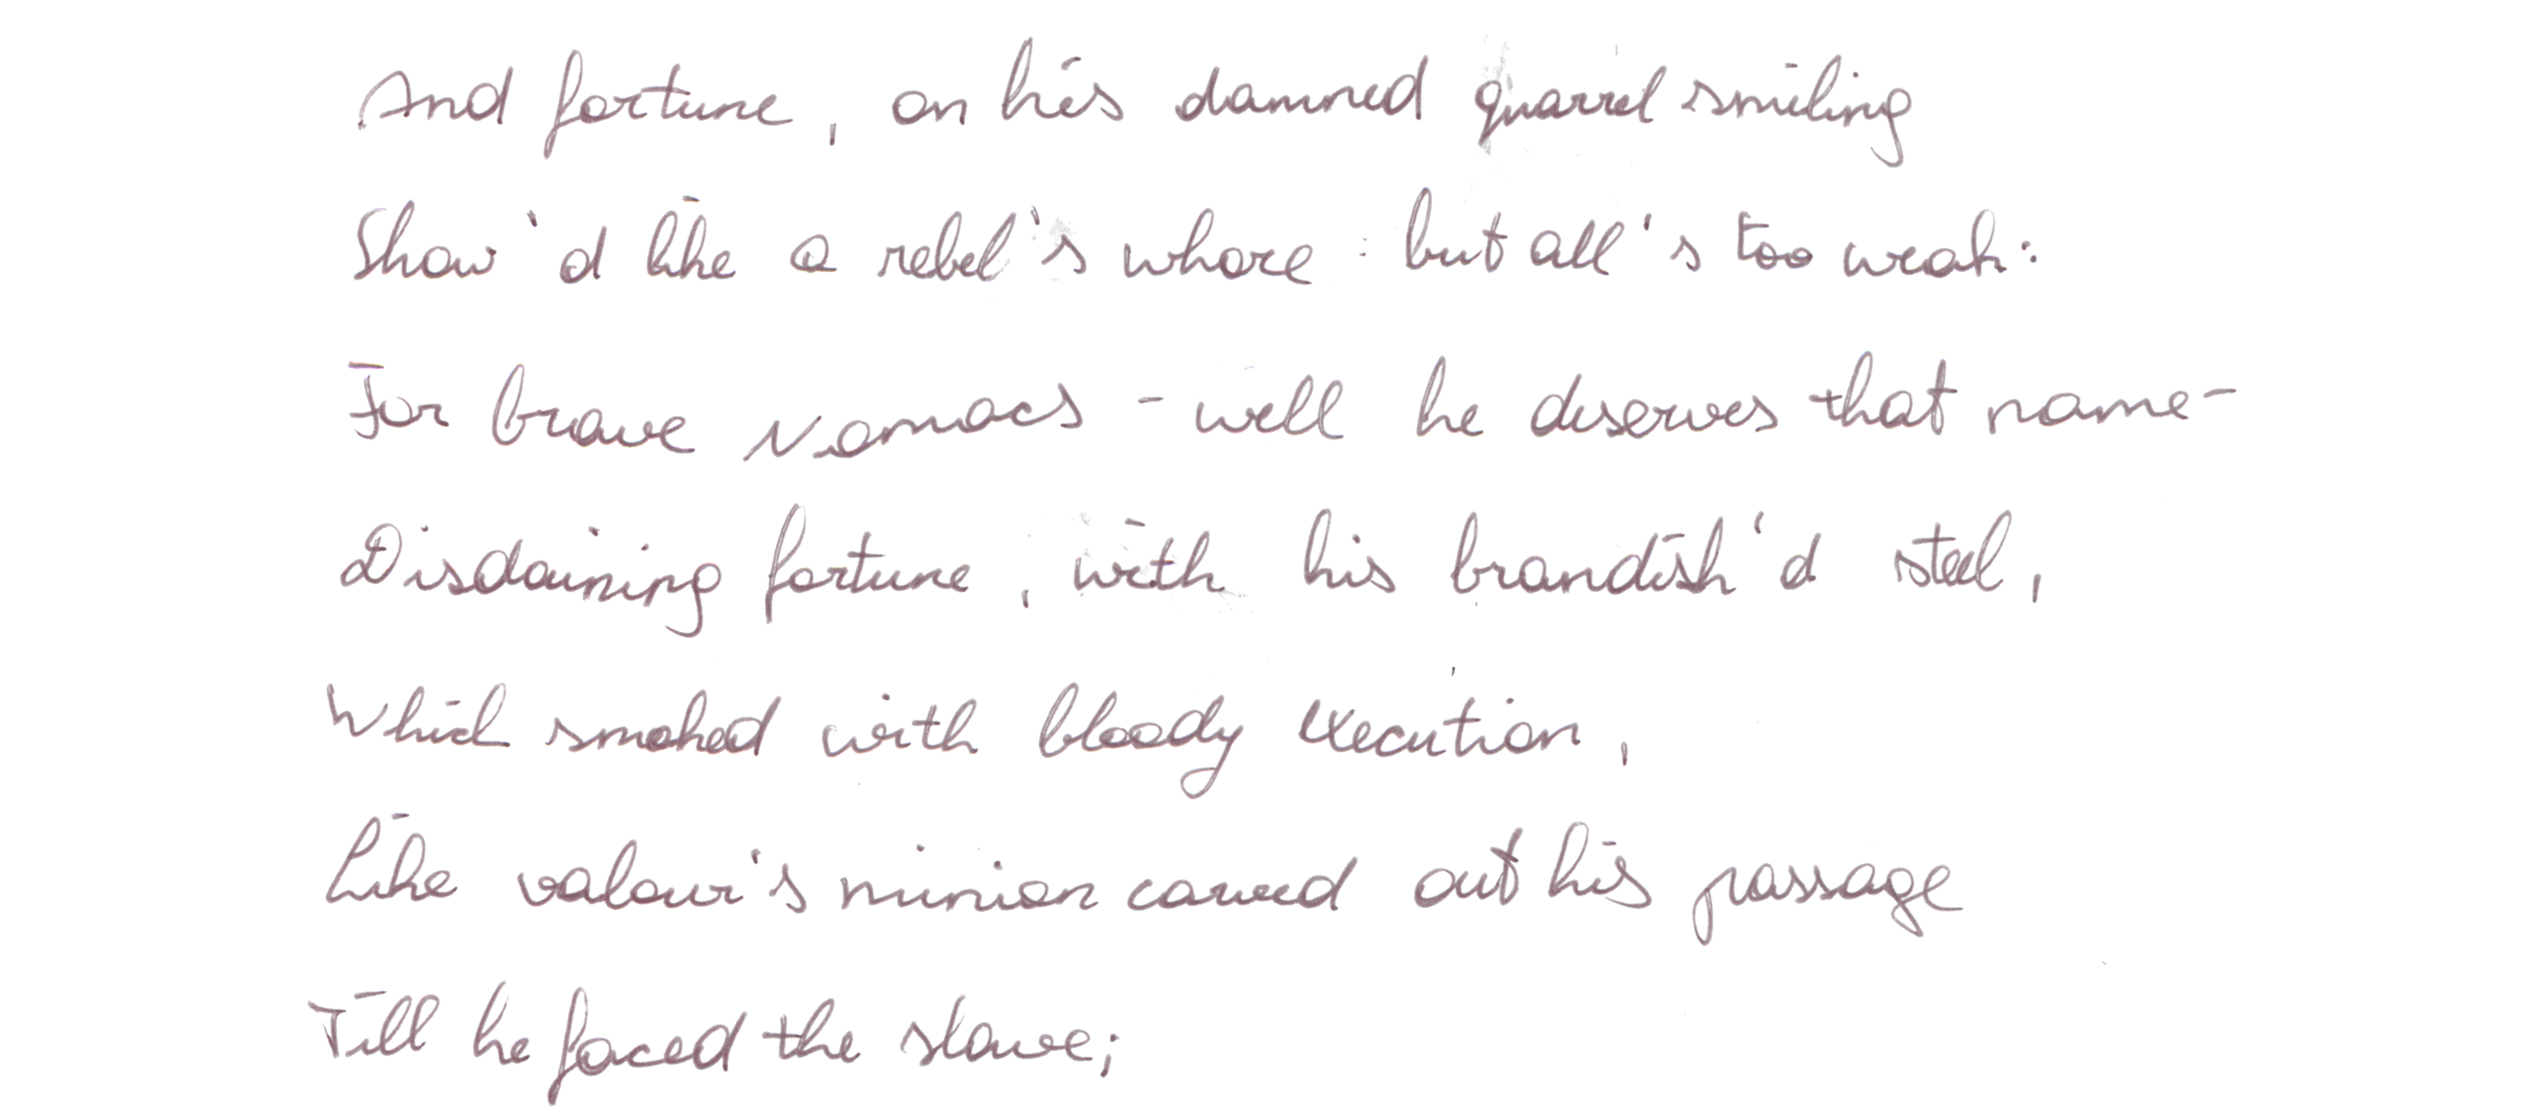 And fortune, on his damned quarrel smiling
Show'd like a rebel's whore: but all's too weak:
For brave Nomacs - well he deserves that name-
Disdaining fortune, with his brandish'd steel,
Which smoked with bloody execution,
Like valour's minion carved out his passage
Till he faced the slave;